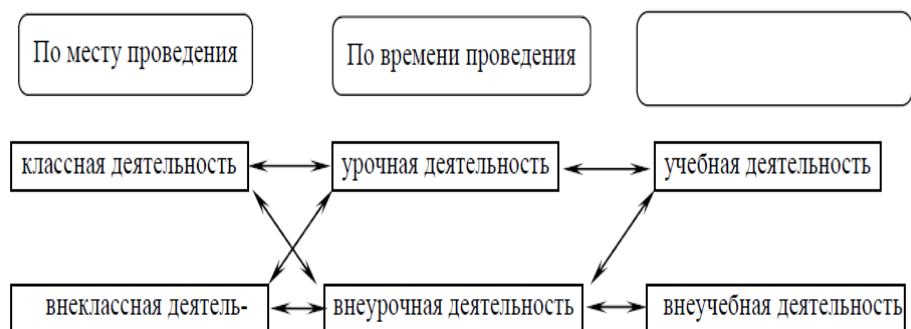 По месту проведения
По времени проведения
классная деятельность
урочная деятельность
учебная деятельность
внеклассная деятель-
внеурочная деятельность
внеучебная деятельность